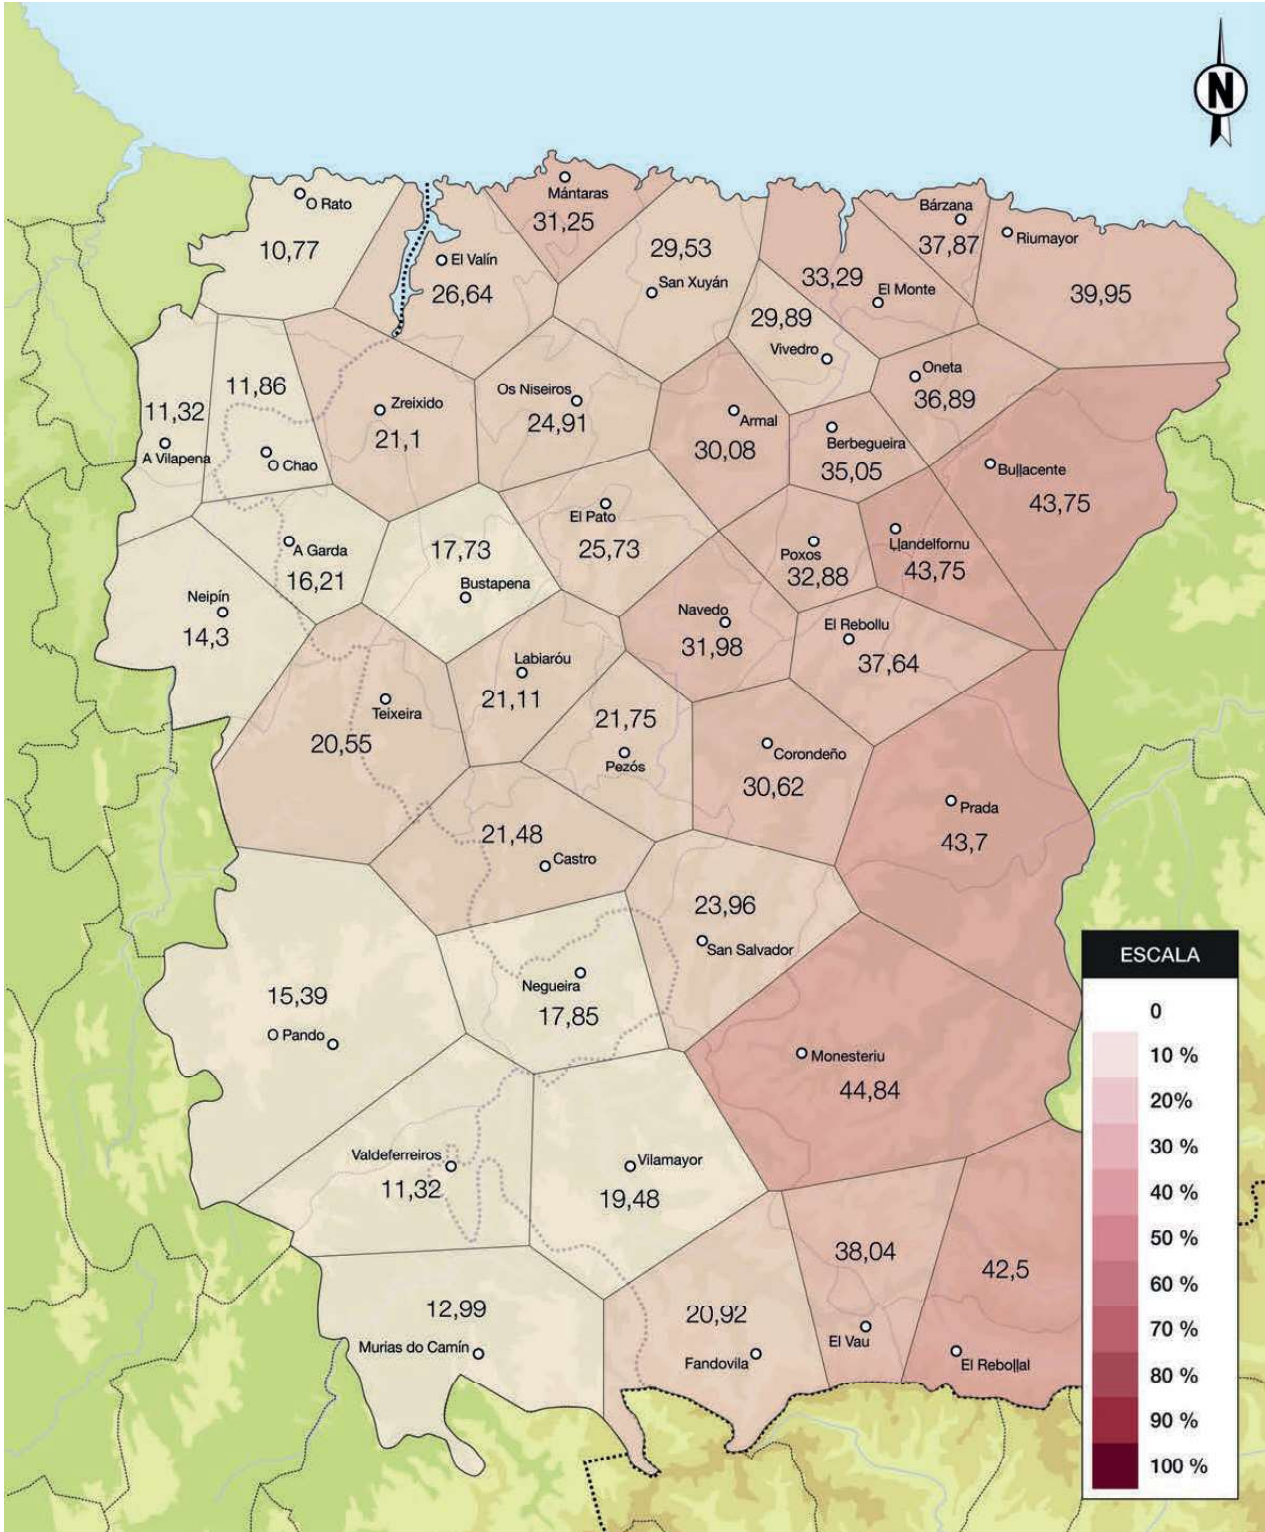 N
Mántaras
31,25
O Rato
10,77
El Valín
26,64
29,53
San Xuyán
Bárzana
37,87
Riumayor
39,95
33,29
El Monte
29,89
Vivedro
Oneta
36,89
11,86
O Chao
11,32
A Vilapena
Zreixido
21,1
Os Niseiros
24,91
Armal
30,08
Berbegueira
35,05
Buḷḷacente
43,75
El Pato
25,73
A Garda
16,21
17,73
Bustapena
Poxos
32,88
Ḷḷandelfornu
43,75
Neipín
14,3
Navedo
31,98
El Rebollu
37,64
Labiaróu
21,11
Teixeira
20,55
21,75
Pezós
Corondeño
30,62
Prada
43,7
21,48
Castro
23,96
San Salvador
Negueira
17,85
15,39
O Pando
Monesteriu
44,84
Valdeferreiros
11,32
Vilamayor
19,48
38,04
El Vau
42,5
El Reboḷḷal
12,99
Murias do Camín
20,92
Fandovila
ESCALA
0
10 %
20%
30 %
40 %
50 %
60 %
70 %
80 %
90 %
100 %